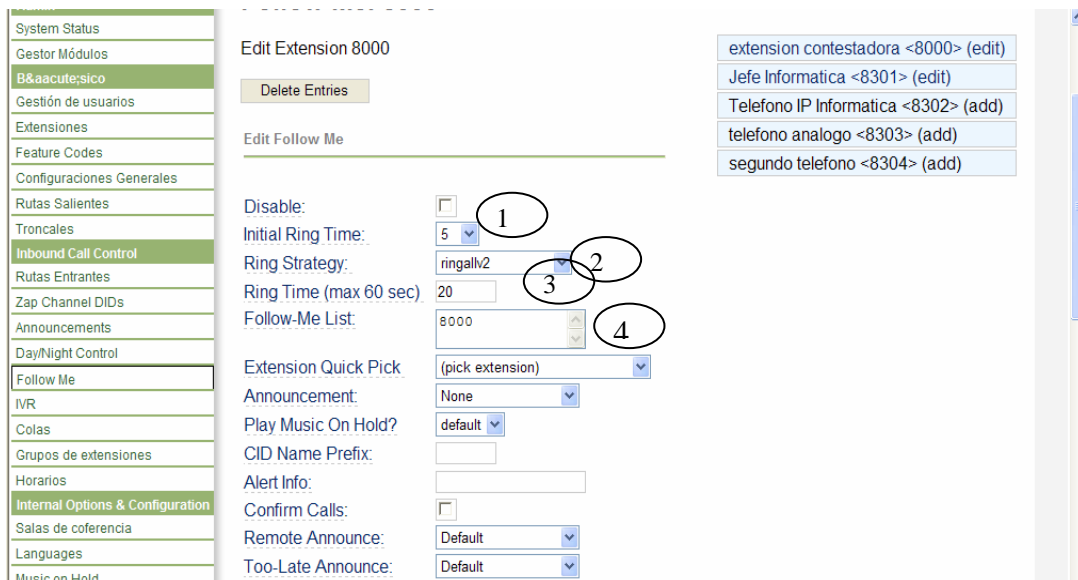 System Status
Gestor Módulos
B&aacute;sico
Gestión de usuarios
Extensiones
Feature Codes
Configuraciones Generales
Rutas Salientes
Troncales
Inbound Call Control
Rutas Entrantes
Zap Channel DIDs
Announcements
Day/Night Control
Follow Me
IVR
Colas
Grupos de extensiones
Horarios
Internal Options & Configuration
Salas de coferencia
Languages
Music on Hold
Edit Extension 8000
Delete Entries
Edit Follow Me
Disable:
1
Initial Ring Time: 5
Ring Strategy: ringallv2
2
Ring Time (max 60 sec) 20
3
Follow-Me List: 8000
4
Extension Quick Pick (pick extension)
Announcement: None
Play Music On Hold? default
CID Name Prefix:
Alert Info:
Confirm Calls:
Remote Announce: Default
Too-Late Announce: Default
extension contestadora <8000> (edit)
Jefe Informatica <8301> (edit)
Telefono IP Informatica <8302> (add)
telefono analogo <8303> (add)
segundo telefono <8304> (add)